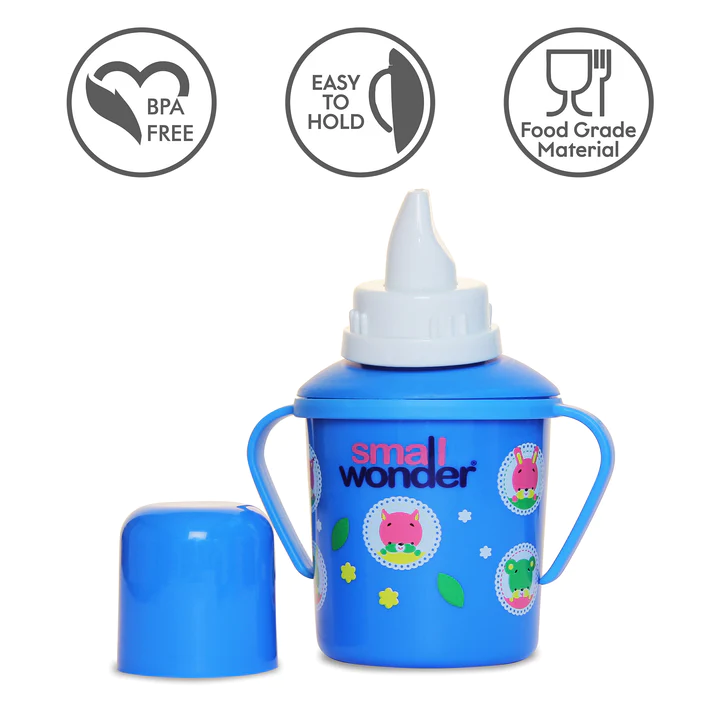 BPA
FREE
EASY
TO
HOLD
Food Grade
Material
small
wonder®